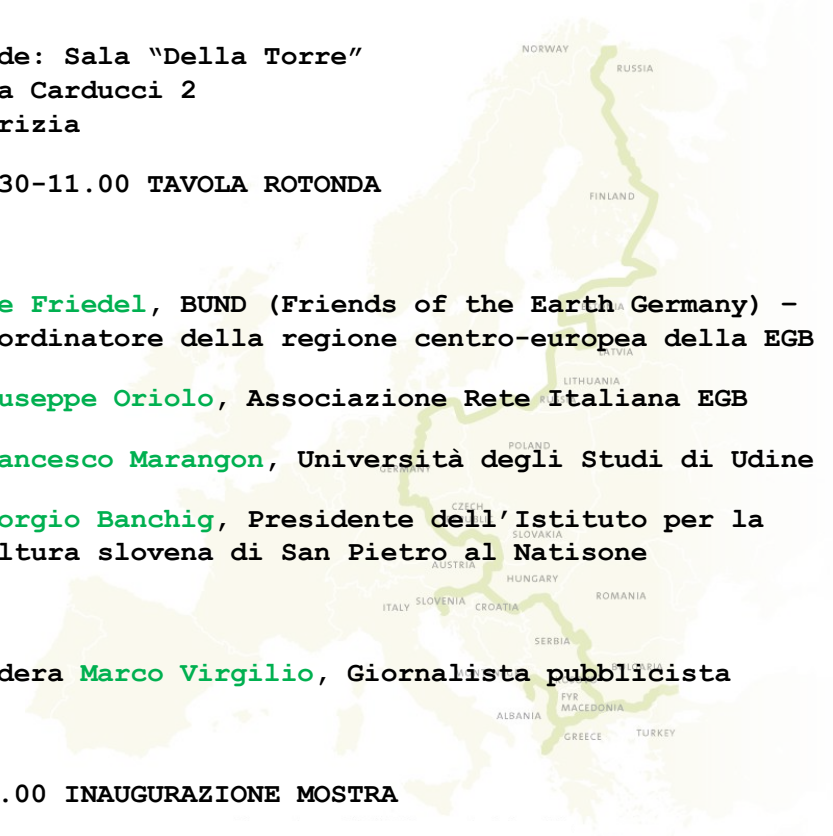 de: Sala “Della Torre”
a Carducci 2
rizia
30-11.00 TAVOLA ROTONDA
e Friedel, BUND (Friends of the Earth Germany) –
ordinatore della regione centro-europea della EGB
useppe Oriolo, Associazione Rete Italiana EGB
ancesco Marangon, Università degli Studi di Udine
orgio Banchig, Presidente dell’Istituto per la
ltura slovena di San Pietro al Natisone
dera Marco Virgilio, Giornalista pubblicista
.00 INAUGURAZIONE MOSTRA
NORWAY
RUSSIA
FINLAND
LATVIA
LITHUANIA
POLAND
GERMANY
CZECH
SLOVAKIA
AUSTRIA
HUNGARY
ROMANIA
ITALY
SLOVENIA
CROATIA
SERBIA
BULGARIA
FYR
MACEDONIA
ALBANIA
GREECE
TURKEY